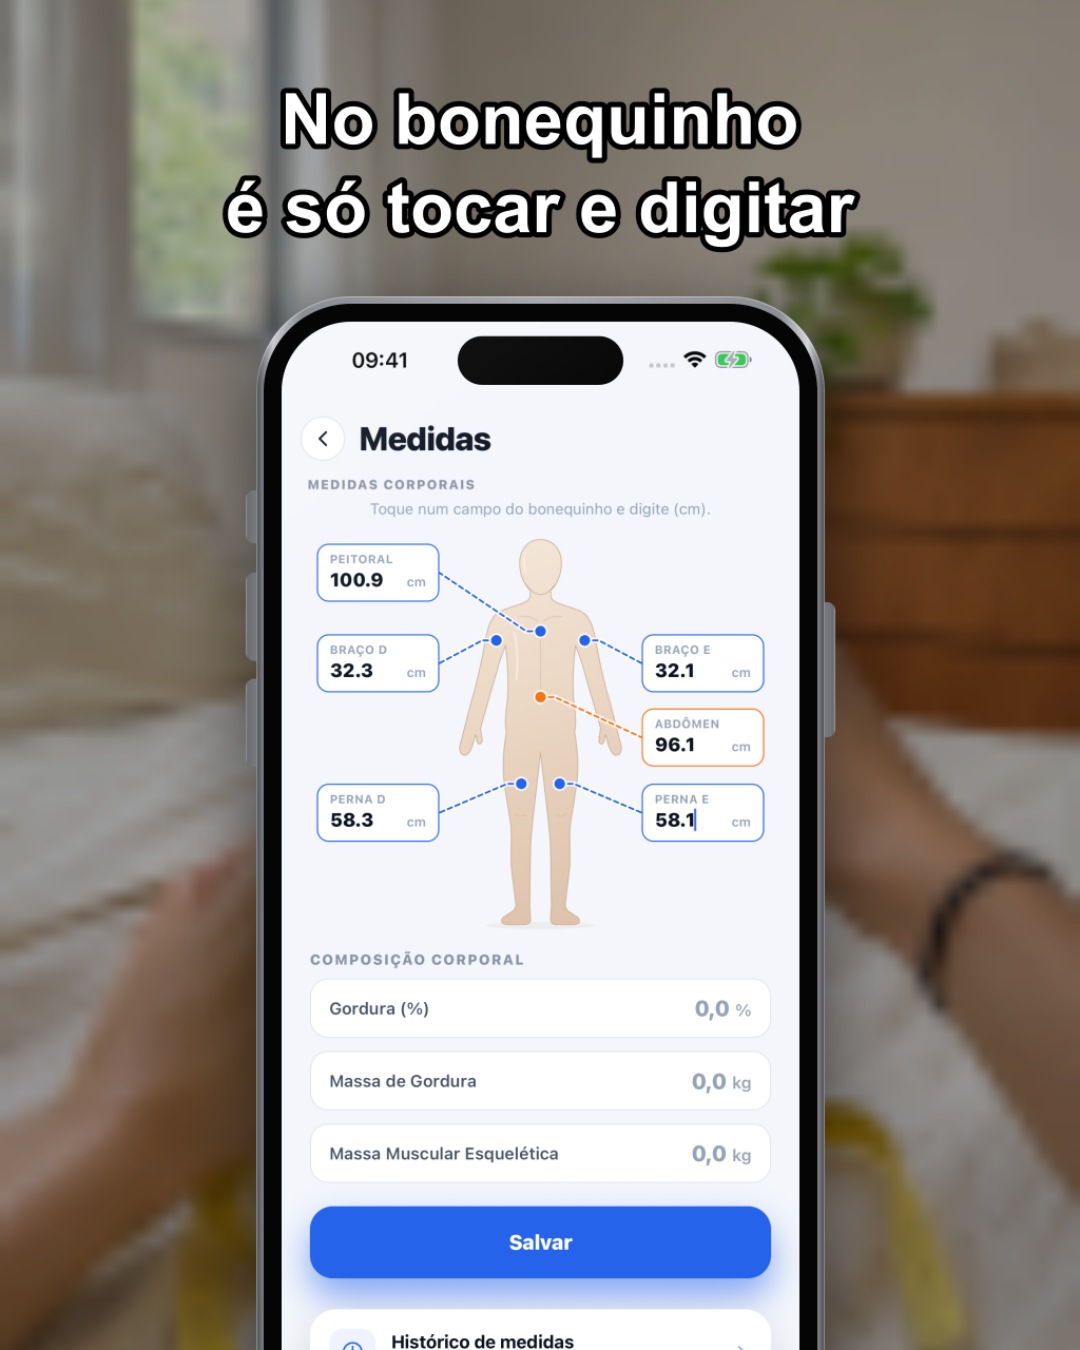 No bonequinho
é só tocar e digitar
09:41
Medidas
MEDIDAS CORPORAIS
Toque num campo do bonequinho e digite (cm).
PEITORAL
100.9 cm
BRAÇO D
32.3 cm
BRAÇO E
32.1 cm
ABDÔMEN
96.1 cm
PERNA D
58.3 cm
PERNA E
58.1 cm
COMPOSIÇÃO CORPORAL
Gordura (%) 0,0 %
Massa de Gordura 0,0 kg
Massa Muscular Esquelética 0,0 kg
Salvar
Histórico de medidas